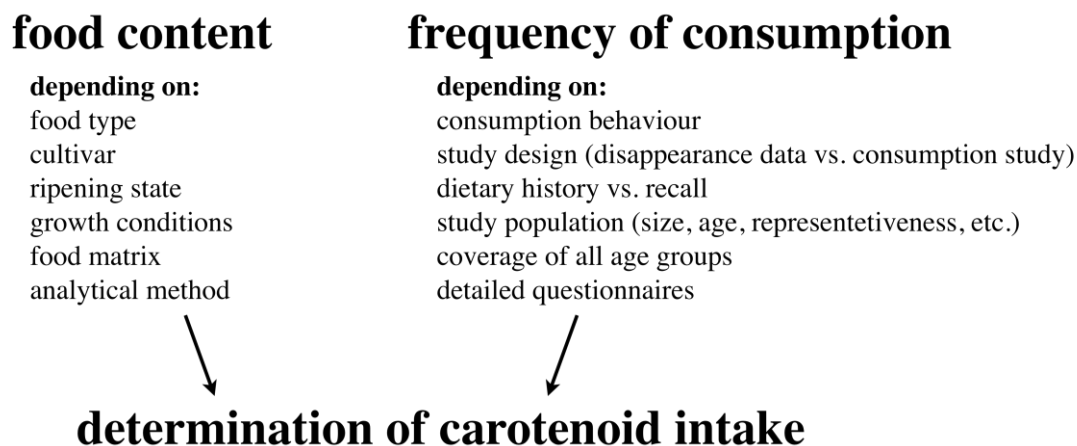 food content
depending on:
food type
cultivar
ripening state
growth conditions
food matrix
analytical method
frequency of consumption
depending on:
consumption behaviour
study design (disappearance data vs. consumption study)
dietary history vs. recall
study population (size, age, representetiveness, etc.)
coverage of all age groups
detailed questionnaires
determination of carotenoid intake